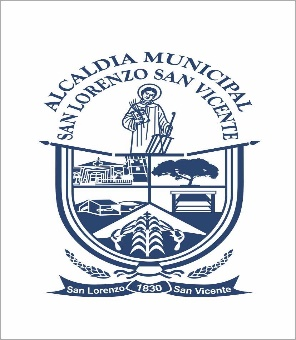 ALCALDIA MUNICIPAL
SAN LORENZO SAN VICENTE
San Lorenzo 1830 San Vicente